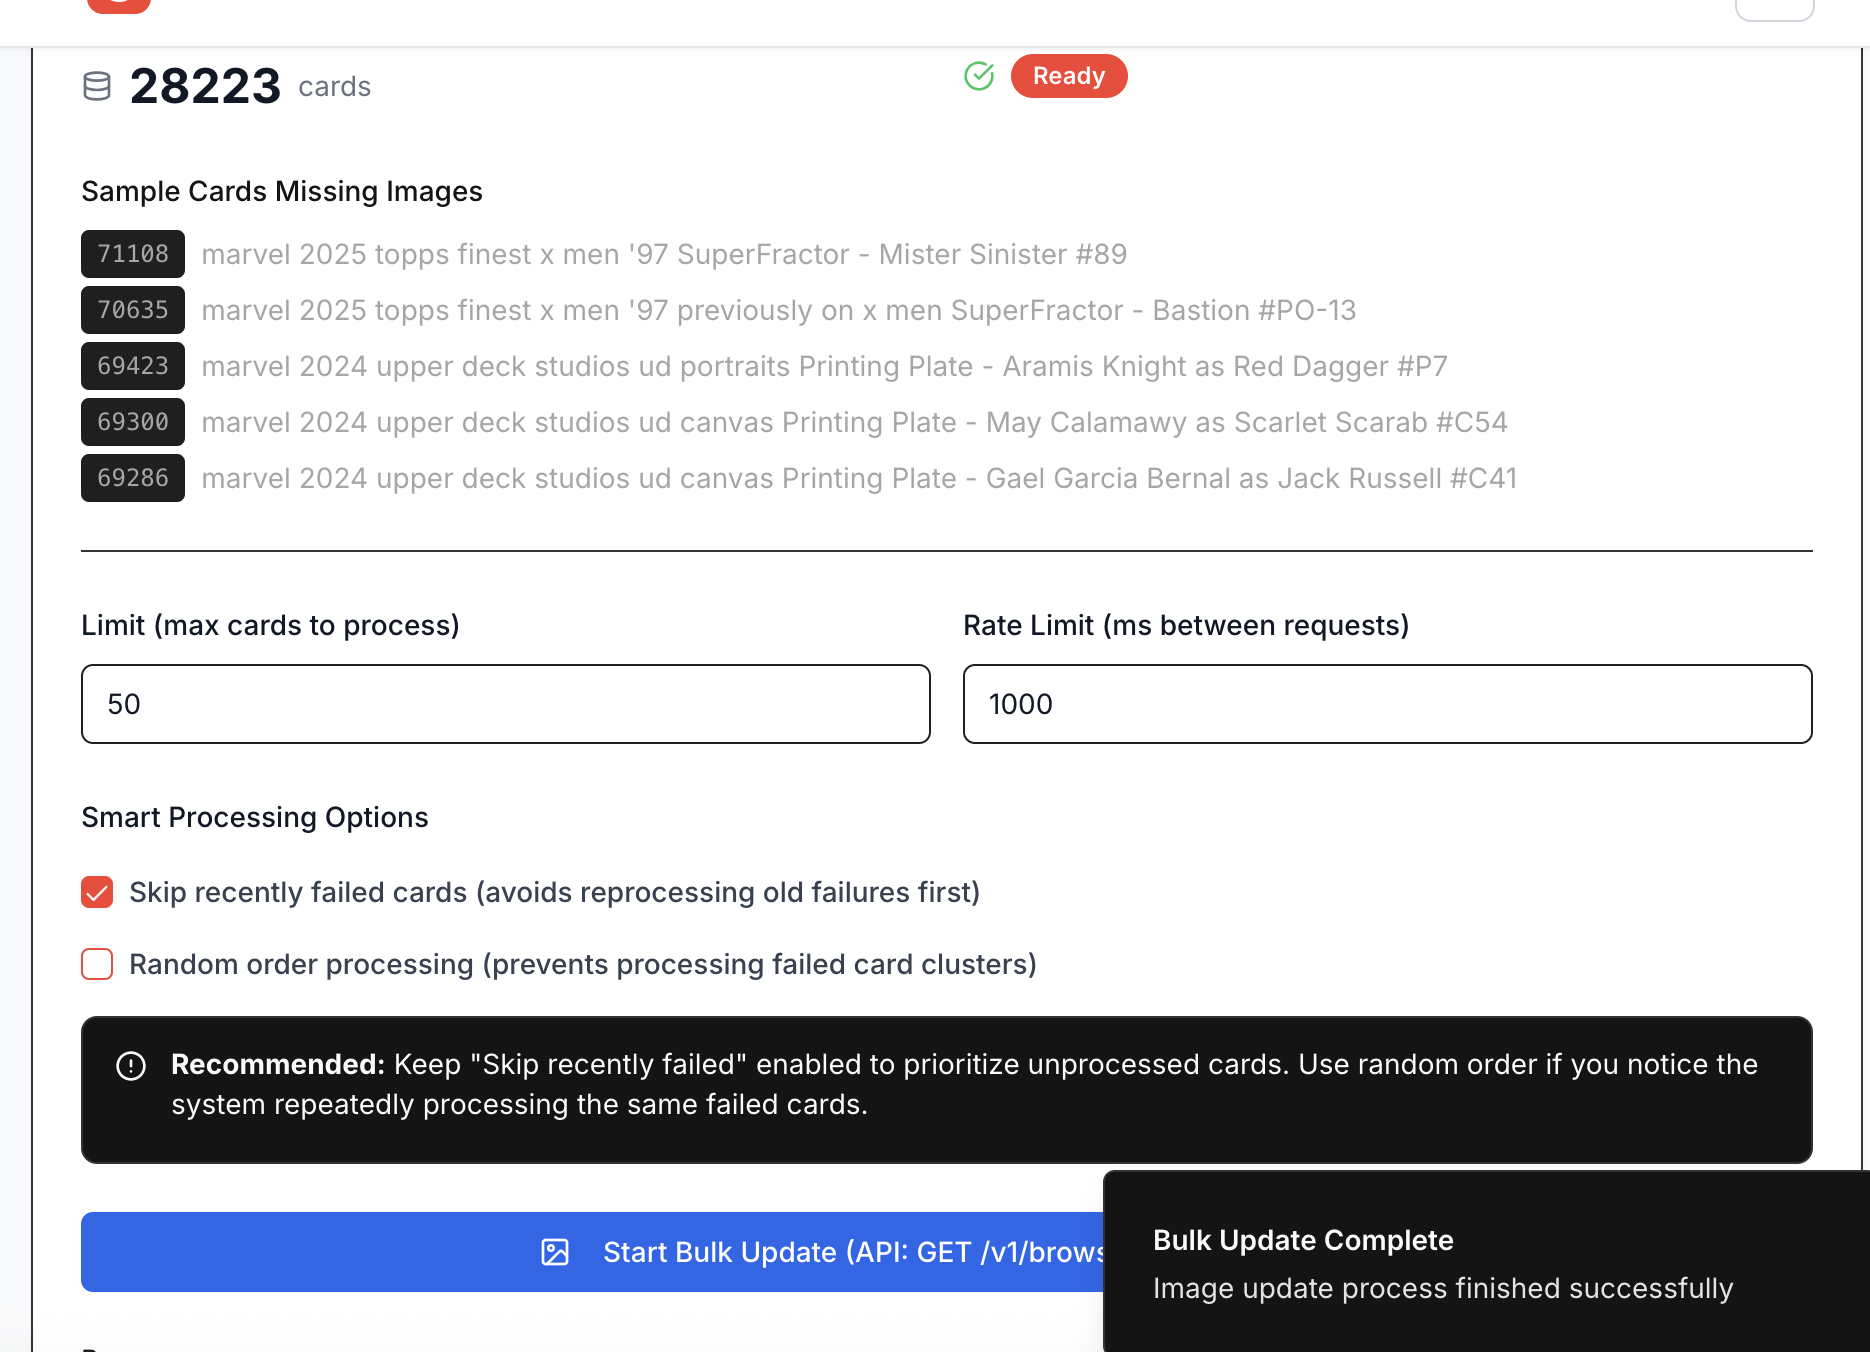 28223 cards
Ready
Sample Cards Missing Images
71108 marvel 2025 topps finest x men '97 SuperFractor - Mister Sinister #89
70635 marvel 2025 topps finest x men '97 previously on x men SuperFractor - Bastion #PO-13
69423 marvel 2024 upper deck studios ud portraits Printing Plate - Aramis Knight as Red Dagger #P7
69300 marvel 2024 upper deck studios ud canvas Printing Plate - May Calamawy as Scarlet Scarab #C54
69286 marvel 2024 upper deck studios ud canvas Printing Plate - Gael Garcia Bernal as Jack Russell #C41
Limit (max cards to process)
50
Rate Limit (ms between requests)
1000
Smart Processing Options
Skip recently failed cards (avoids reprocessing old failures first)
Random order processing (prevents processing failed card clusters)
Recommended: Keep "Skip recently failed" enabled to prioritize unprocessed cards. Use random order if you notice the
system repeatedly processing the same failed cards.
Start Bulk Update (API: GET /v1/brows
Bulk Update Complete
Image update process finished successfully